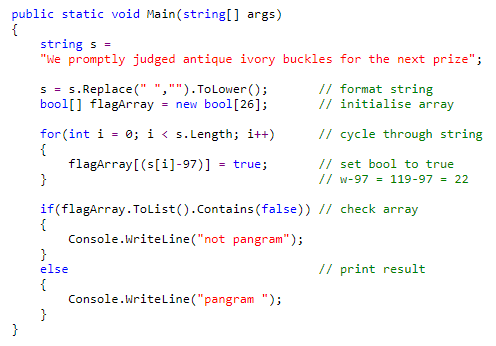 public static void Main(string[] args)
{
    string s =
    "We promptly judged antique ivory buckles for the next prize";
    s = s.Replace(" ","").ToLower();       // format string
    bool[] flagArray = new bool[26];       // initialise array
    for(int i = 0; i < s.Length; i++)      // cycle through string
    {
        flagArray[(s[i]-97)] = true;       // set bool to true
    }                                      // w-97 = 119-97 = 22
    if(flagArray.ToList().Contains(false)) // check array
    {
        Console.WriteLine("not pangram");
    }
    else                                   // print result
    {
        Console.WriteLine("pangram ");
    }
}